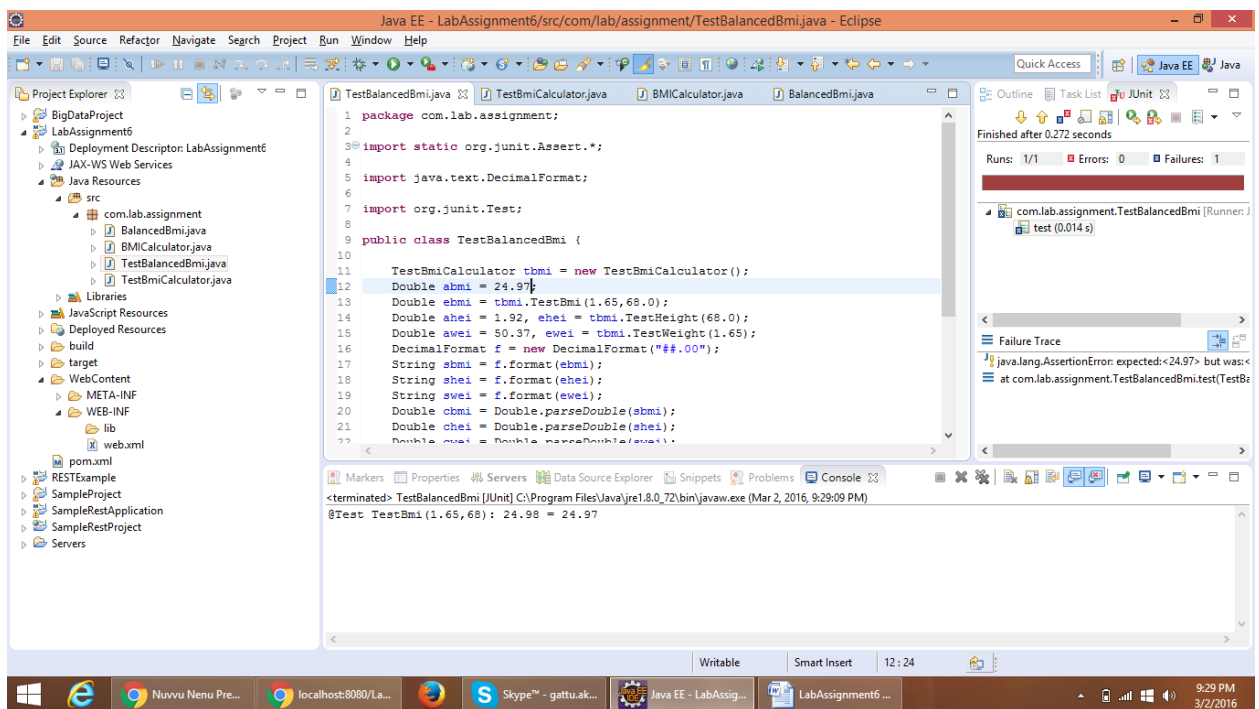 Java EE - LabAssignment6/src/com/lab/assignment/TestBalancedBmi.java - Eclipse
File Edit Source Refactor Navigate Search Project Run Window Help
Quick Access Java EE Java
Project Explorer
BigDataProject
LabAssignment6
Deployment Descriptor: LabAssignment6
JAX-WS Web Services
Java Resources
src
com.lab.assignment
BalancedBmi.java
BMICalculator.java
TestBalancedBmi.java
TestBmiCalculator.java
Libraries
JavaScript Resources
Deployed Resources
build
target
WebContent
META-INF
WEB-INF
lib
web.xml
pom.xml
RESTExample
SampleProject
SampleRestApplication
SampleRestProject
Servers
TestBalancedBmi.java TestBmiCalculator.java BMICalculator.java BalancedBmi.java
1 package com.lab.assignment;
2
3 import static org.junit.Assert.*;
4
5 import java.text.DecimalFormat;
6
7 import org.junit.Test;
8
9 public class TestBalancedBmi {
10
11 TestBmiCalculator tbmi = new TestBmiCalculator();
12 Double abmi = 24.97;
13 Double ebmi = tbmi.TestBmi(1.65,68.0);
14 Double ahei = 1.92, ehei = tbmi.TestHeight(68.0);
15 Double awei = 50.37, ewei = tbmi.TestWeight(1.65);
16 DecimalFormat f = new DecimalFormat("##.00");
17 String sbmi = f.format(ebmi);
18 String shei = f.format(ehei);
19 String swei = f.format(ewei);
20 Double cbmi = Double.parseDouble(sbmi);
21 Double chei = Double.parseDouble(shei);
22 Double cwei = Double.parseDouble(swei);
Outline Task List JUnit
Finished after 0.272 seconds
Runs: 1/1 Errors: 0 Failures: 1
com.lab.assignment.TestBalancedBmi [Runner: J
test (0.014 s)
Failure Trace
java.lang.AssertionError: expected:<24.97> but was:<
at com.lab.assignment.TestBalancedBmi.test(TestBa
Markers Properties Servers Data Source Explorer Snippets Problems Console
<terminated> TestBalancedBmi [JUnit] C:\Program Files\Java\jre1.8.0_72\bin\javaw.exe (Mar 2, 2016, 9:29:09 PM)
@Test TestBmi(1.65,68): 24.98 = 24.97
Writable Smart Insert 12 : 24
Nuvvu Nenu Pre... localhost:8080/La... Skype™ - gattu.ak... Java EE - LabAssig... LabAssignment6 ...
9:29 PM
3/2/2016